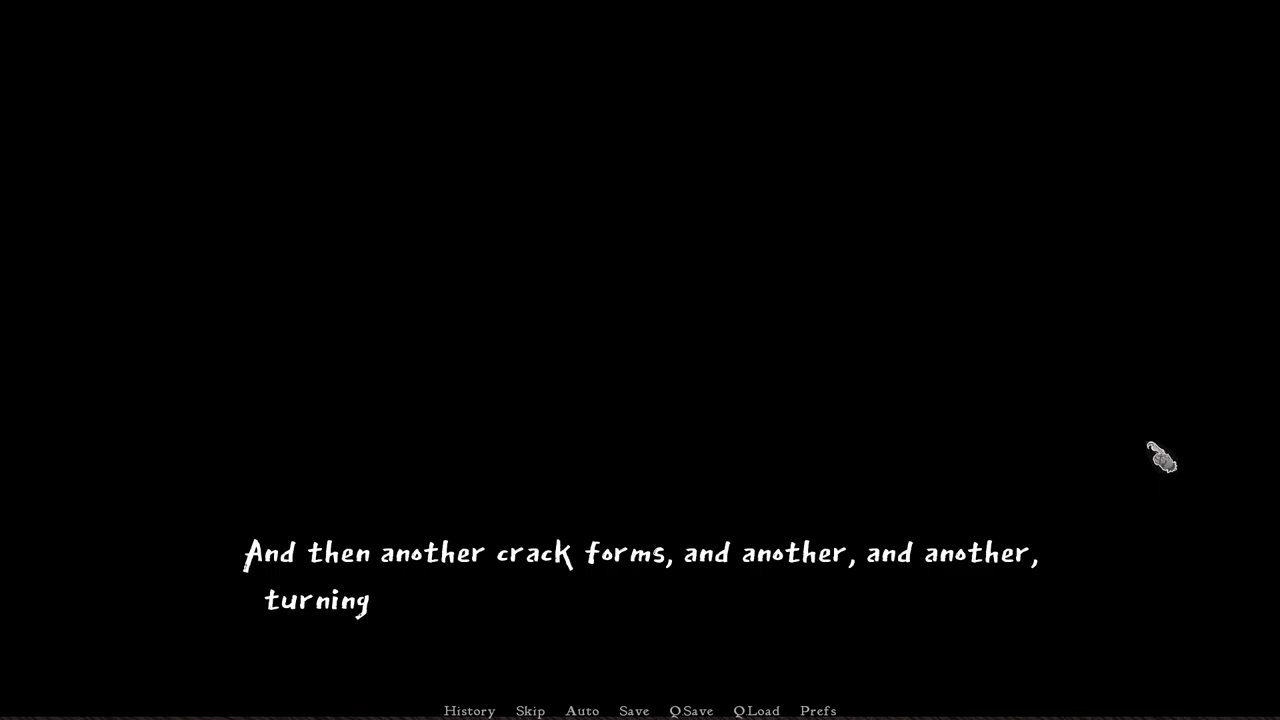 And then another crack forms, and another, and another,
turning
History Skip Auto Save Q.Save Q.Load Prefs